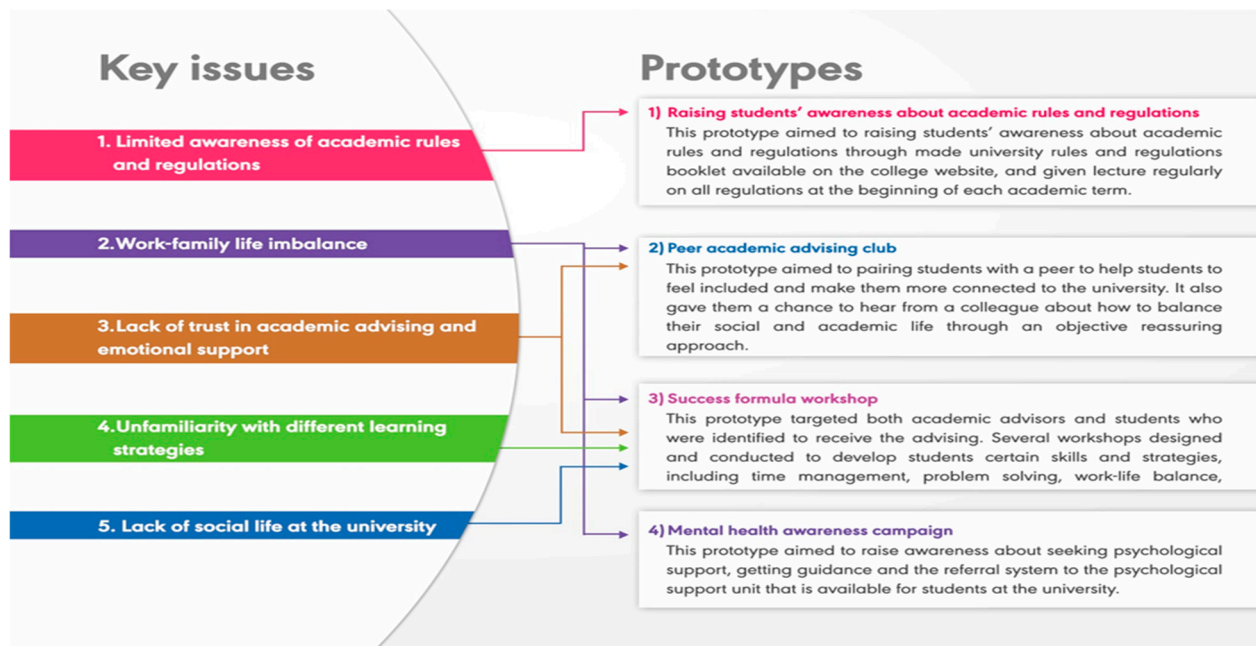 Key issues
1. Limited awareness of academic rules
and regulations
2.Work-family life imbalance
3.Lack of trust in academic advising and
emotional support
4.Unfamiliarity with different learning
strategies
5. Lack of social life at the university
Prototypes
1) Raising students’ awareness about academic rules and regulations
This prototype aimed to raising students’ awareness about academic
rules and regulations through made university rules and regulations
booklet available on the college website, and given lecture regularly
on all regulations at the beginning of each academic term.
2) Peer academic advising club
This prototype aimed to pairing students with a peer to help students to
feel included and make them more connected to the university. It also
gave them a chance to hear from a colleague about how to balance
their social and academic life through an objective reassuring
approach.
3) Success formula workshop
This prototype targeted both academic advisors and students who
were identified to receive the advising. Several workshops designed
and conducted to develop students certain skills and strategies,
including time management, problem solving, work-life balance,
4) Mental health awareness campaign
This prototype aimed to raise awareness about seeking psychological
support, getting guidance and the referral system to the psychological
support unit that is available for students at the university.